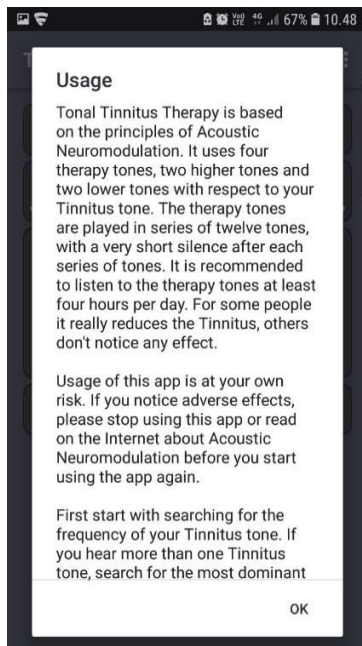 Vo))
LTE
4G
67%
10.48
T
Usage
Tonal Tinnitus Therapy is based
on the principles of Acoustic
Neuromodulation. It uses four
therapy tones, two higher tones and
two lower tones with respect to your
Tinnitus tone. The therapy tones
are played in series of twelve tones,
with a very short silence after each
series of tones. It is recommended
to listen to the therapy tones at least
four hours per day. For some people
it really reduces the Tinnitus, others
don't notice any effect.
Usage of this app is at your own
risk. If you notice adverse effects,
please stop using this app or read
on the Internet about Acoustic
Neuromodulation before you start
using the app again.
First start with searching for the
frequency of your Tinnitus tone. If
you hear more than one Tinnitus
tone, search for the most dominant
OK